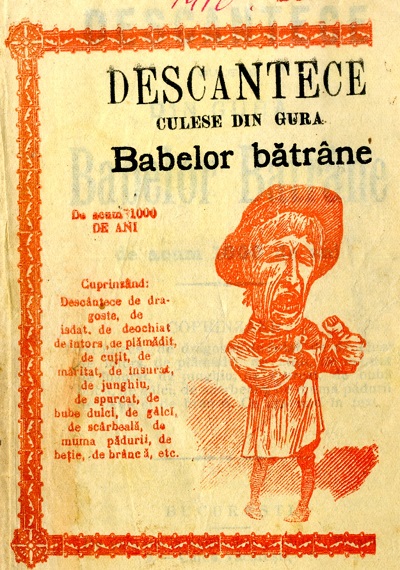 DESCANTECE
CULESE DIN GURA
Babelor bătrâne
De acum 1000
DE ANI
Cuprinzând:
Descântece de dra-
goste, de
isdat, de deochiat
de intors, de plămădit,
de cuțit, de
măritat, de însurat,
de junghiu,
de spurcat, de
bube dulci, de gâlci,
de scârbeală, de
muma pădurii, de
beție, de brâncă, etc.